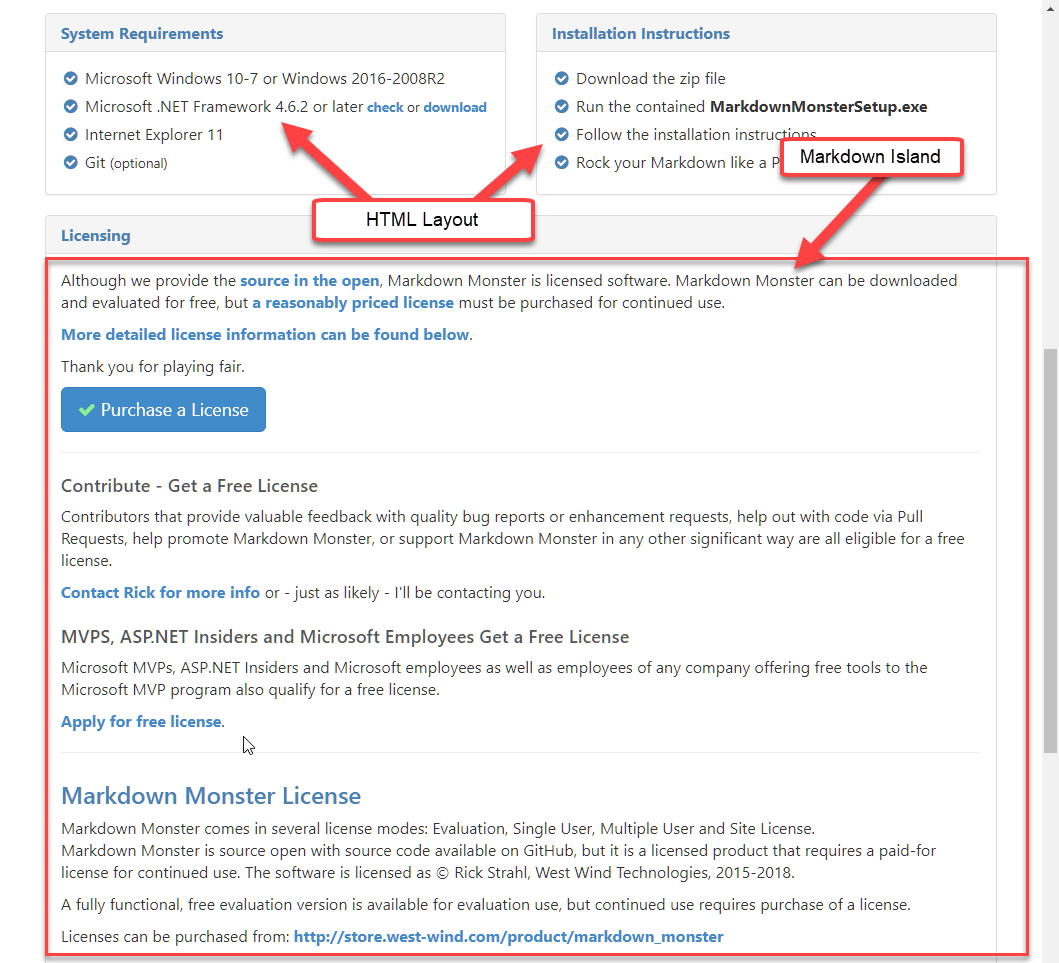 System Requirements
Microsoft Windows 10-7 or Windows 2016-2008R2
Microsoft .NET Framework 4.6.2 or later check or download
Internet Explorer 11
Git (optional)
Installation Instructions
Download the zip file
Run the contained MarkdownMonsterSetup.exe
Follow the installation instructions
Rock your Markdown like a
Markdown Island
HTML Layout
Licensing
Although we provide the source in the open, Markdown Monster is licensed software. Markdown Monster can be downloaded
and evaluated for free, but a reasonably priced license must be purchased for continued use.
More detailed license information can be found below.
Thank you for playing fair.
Purchase a License
Contribute - Get a Free License
Contributors that provide valuable feedback with quality bug reports or enhancement requests, help out with code via Pull
Requests, help promote Markdown Monster, or support Markdown Monster in any other significant way are all eligible for a free
license.
Contact Rick for more info or - just as likely - I'll be contacting you.
MVPS, ASP.NET Insiders and Microsoft Employees Get a Free License
Microsoft MVPs, ASP.NET Insiders and Microsoft employees as well as employees of any company offering free tools to the
Microsoft MVP program also qualify for a free license.
Apply for free license.
Markdown Monster License
Markdown Monster comes in several license modes: Evaluation, Single User, Multiple User and Site License.
Markdown Monster is source open with source code available on GitHub, but it is a licensed product that requires a paid-for
license for continued use. The software is licensed as © Rick Strahl, West Wind Technologies, 2015-2018.
A fully functional, free evaluation version is available for evaluation use, but continued use requires purchase of a license.
Licenses can be purchased from: http://store.west-wind.com/product/markdown_monster